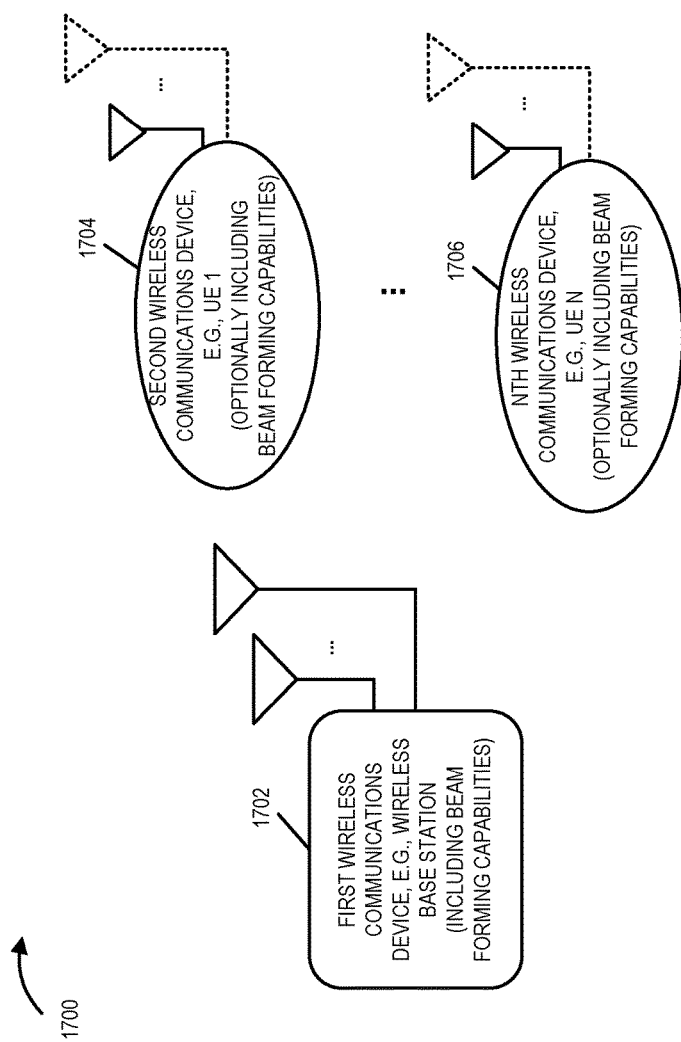 1700
1702
FIRST WIRELESS
COMMUNICATIONS
DEVICE, E.G., WIRELESS
BASE STATION
(INCLUDING BEAM
FORMING CAPABILITIES)
...
1704
SECOND WIRELESS
COMMUNICATIONS DEVICE,
E.G., UE 1
(OPTIONALLY INCLUDING
BEAM FORMING CAPABILITIES)
...
...
1706
NTH WIRELESS
COMMUNICATIONS DEVICE,
E.G., UE N
(OPTIONALLY INCLUDING BEAM
FORMING CAPABILITIES)
...